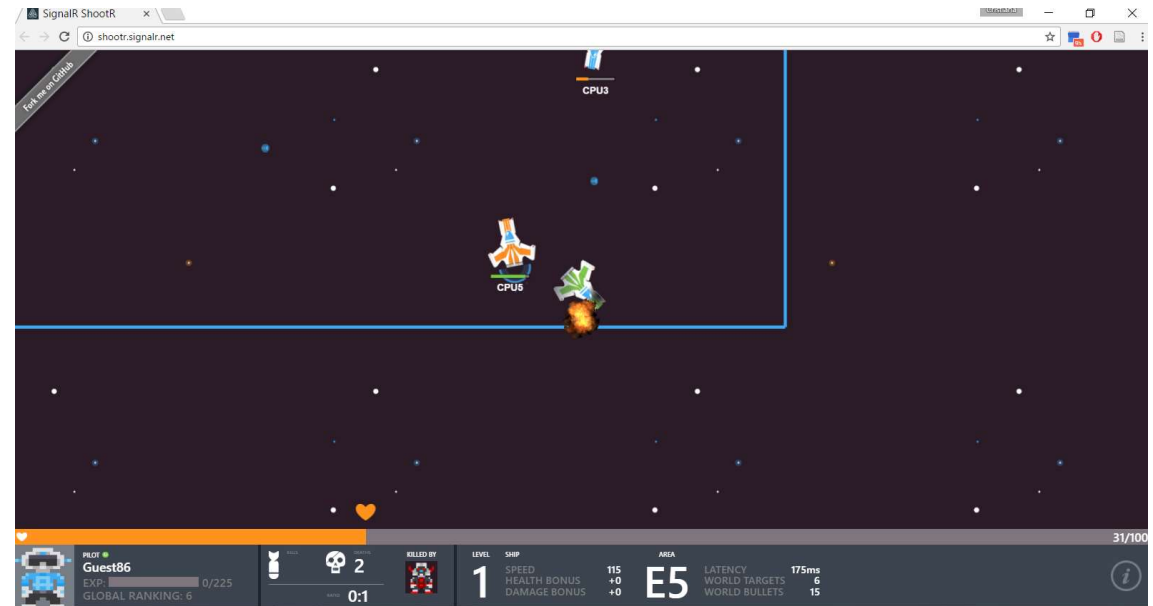 SignalR ShootR
shootr.signalr.net
Fork me on GitHub
CPU3
CPU5
31/100
PILOT
Guest86
EXP: 0/225
GLOBAL RANKING: 6
KILLS
DEATHS
2
0:1
KILLED BY
LEVEL
1
SHIP
SPEED 115
HEALTH BONUS +0
DAMAGE BONUS +0
AREA
E5
LATENCY 175ms
WORLD TARGETS 6
WORLD BULLETS 15
i